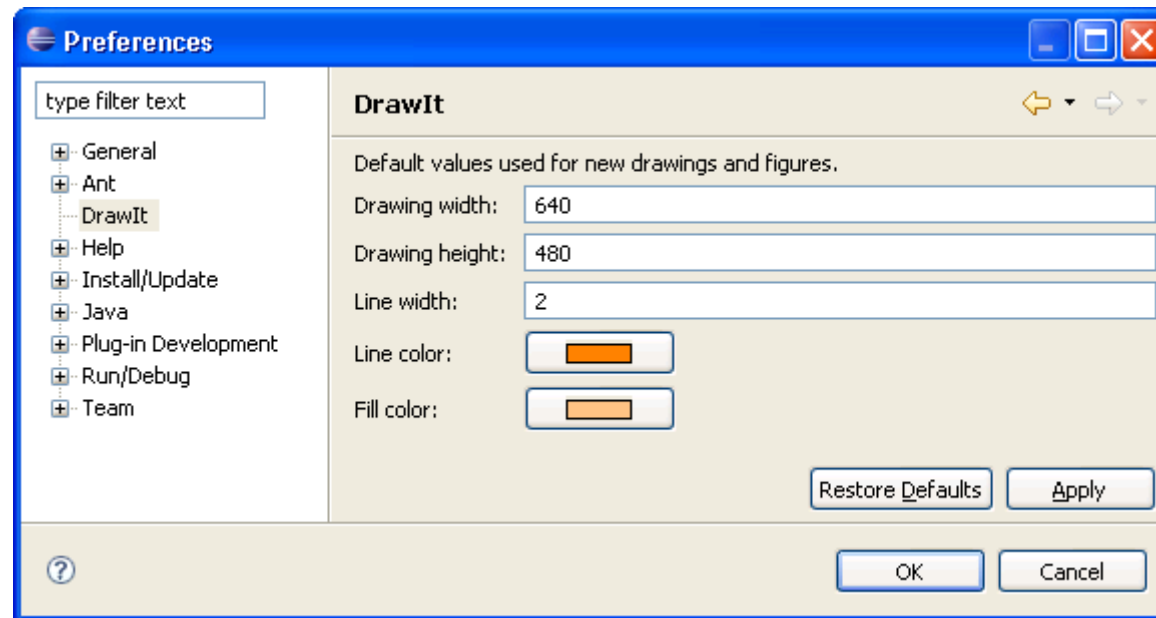 Preferences
type filter text
General
Ant
DrawIt
Help
Install/Update
Java
Plug-in Development
Run/Debug
Team
DrawIt
Default values used for new drawings and figures.
Drawing width: 640
Drawing height: 480
Line width: 2
Line color:
Fill color:
Restore Defaults Apply
OK Cancel